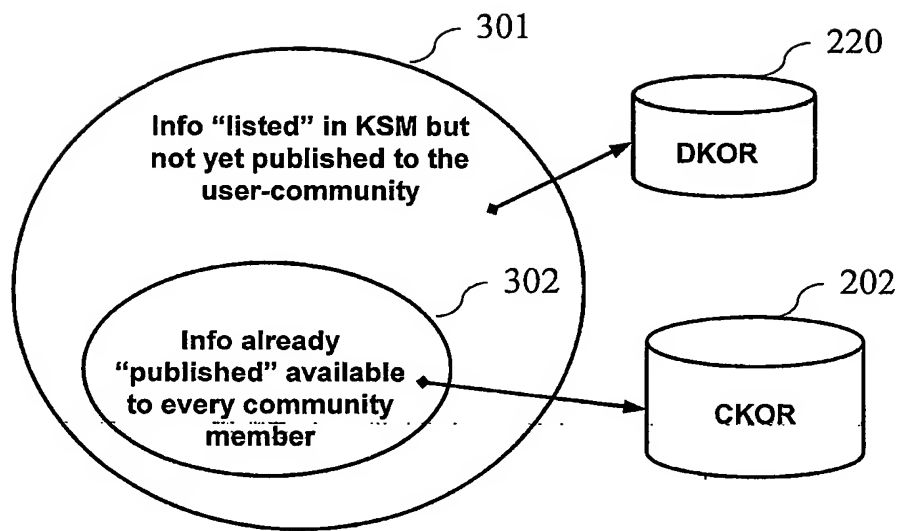 301
220
Info “listed” in KSM but
not yet published to the
user-community
DKOR
302
202
Info already
“published” available
to every community
member
CKOR